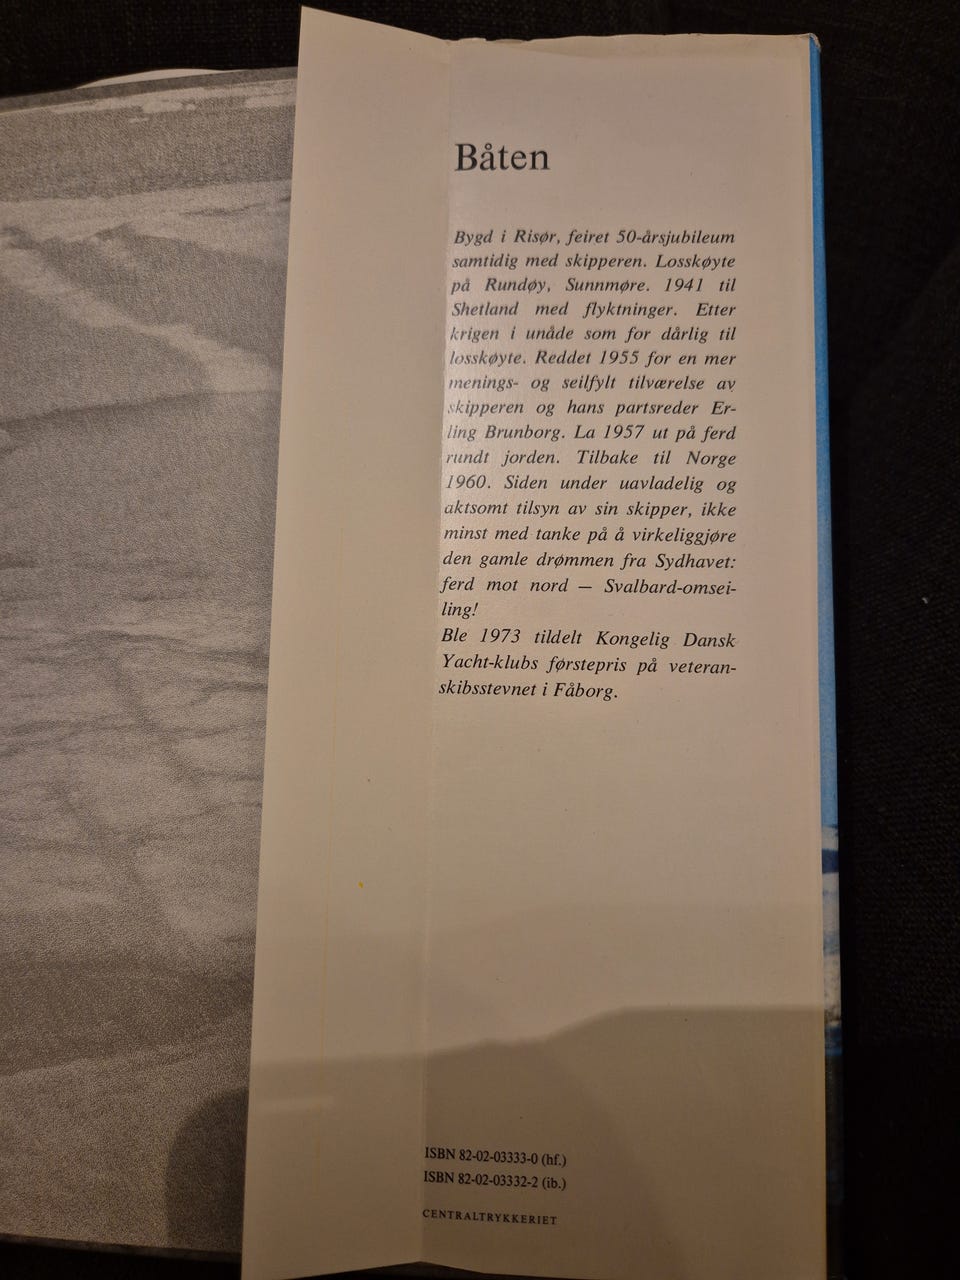 Båten
Bygd i Risør, feiret 50-årsjubileum
samtidig med skipperen. Losskøyte
på Rundøy, Sunnmøre. 1941 til
Shetland med flyktninger. Etter
krigen i unåde som for dårlig til
losskøyte. Reddet 1955 for en mer
menings- og seilfylt tilværelse av
skipperen og hans partsreder Er-
ling Brunborg. La 1957 ut på ferd
rundt jorden. Tilbake til Norge
1960. Siden under uavladelig og
aktsomt tilsyn av sin skipper, ikke
minst med tanke på å virkeliggjøre
den gamle drømmen fra Sydhavet:
ferd mot nord — Svalbard-omsei-
ling!
Ble 1973 tildelt Kongelig Dansk
Yacht-klubs førstepris på veteran-
skibsstevnet i Fåborg.
ISBN 82-02-03333-0 (hf.)
ISBN 82-02-03332-2 (ib.)
CENTRALTRYKKERIET